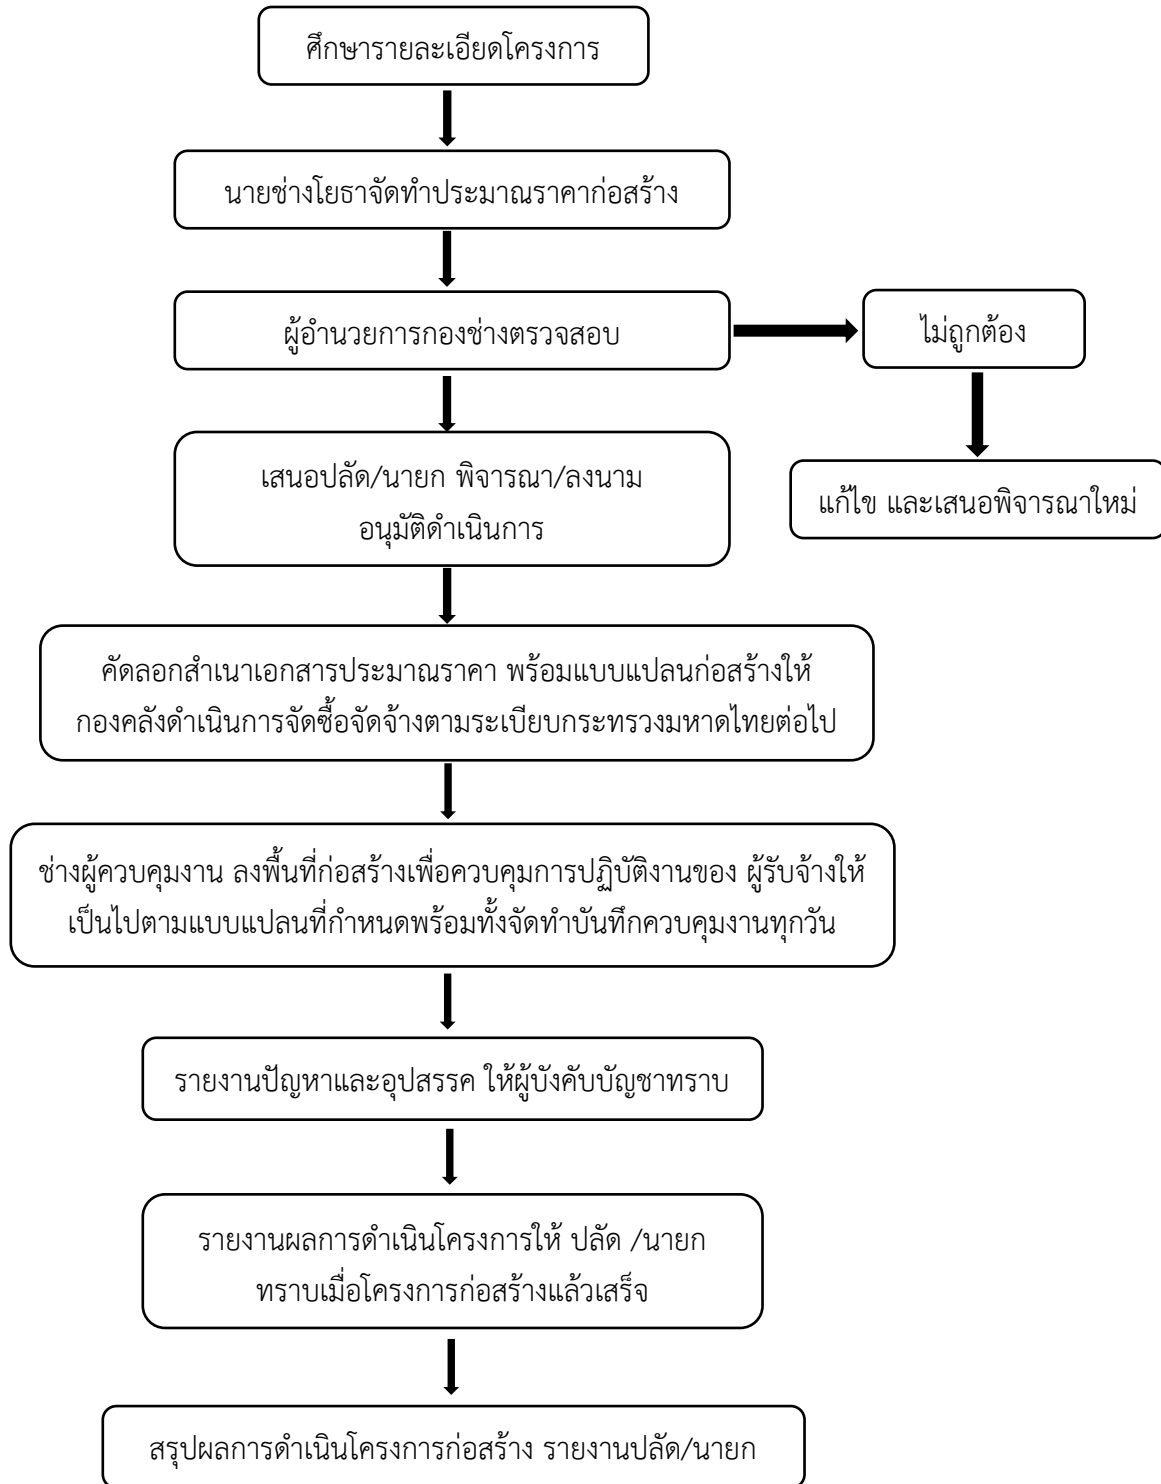 ศึกษารายละเอียดโครงการ
นายช่างโยธาจัดทำประมาณราคาก่อสร้าง
ผู้อำนวยการกองช่างตรวจสอบ
ไม่ถูกต้อง
เสนอปลัด/นายก พิจารณา/ลงนาม
อนุมัติดำเนินการ
แก้ไข และเสนอพิจารณาใหม่
คัดลอกสำเนาเอกสารประมาณราคา พร้อมแบบแปลนก่อสร้างให้
กองคลังดำเนินการจัดซื้อจัดจ้างตามระเบียบกระทรวงมหาดไทยต่อไป
ช่างผู้ควบคุมงาน ลงพื้นที่ก่อสร้างเพื่อควบคุมการปฏิบัติงานของ ผู้รับจ้างให้
เป็นไปตามแบบแปลนที่กำหนดพร้อมทั้งจัดทำบันทึกควบคุมงานทุกวัน
รายงานปัญหาและอุปสรรค ให้ผู้บังคับบัญชาทราบ
รายงานผลการดำเนินโครงการให้ ปลัด /นายก
ทราบเมื่อโครงการก่อสร้างแล้วเสร็จ
สรุปผลการดำเนินโครงการก่อสร้าง รายงานปลัด/นายก